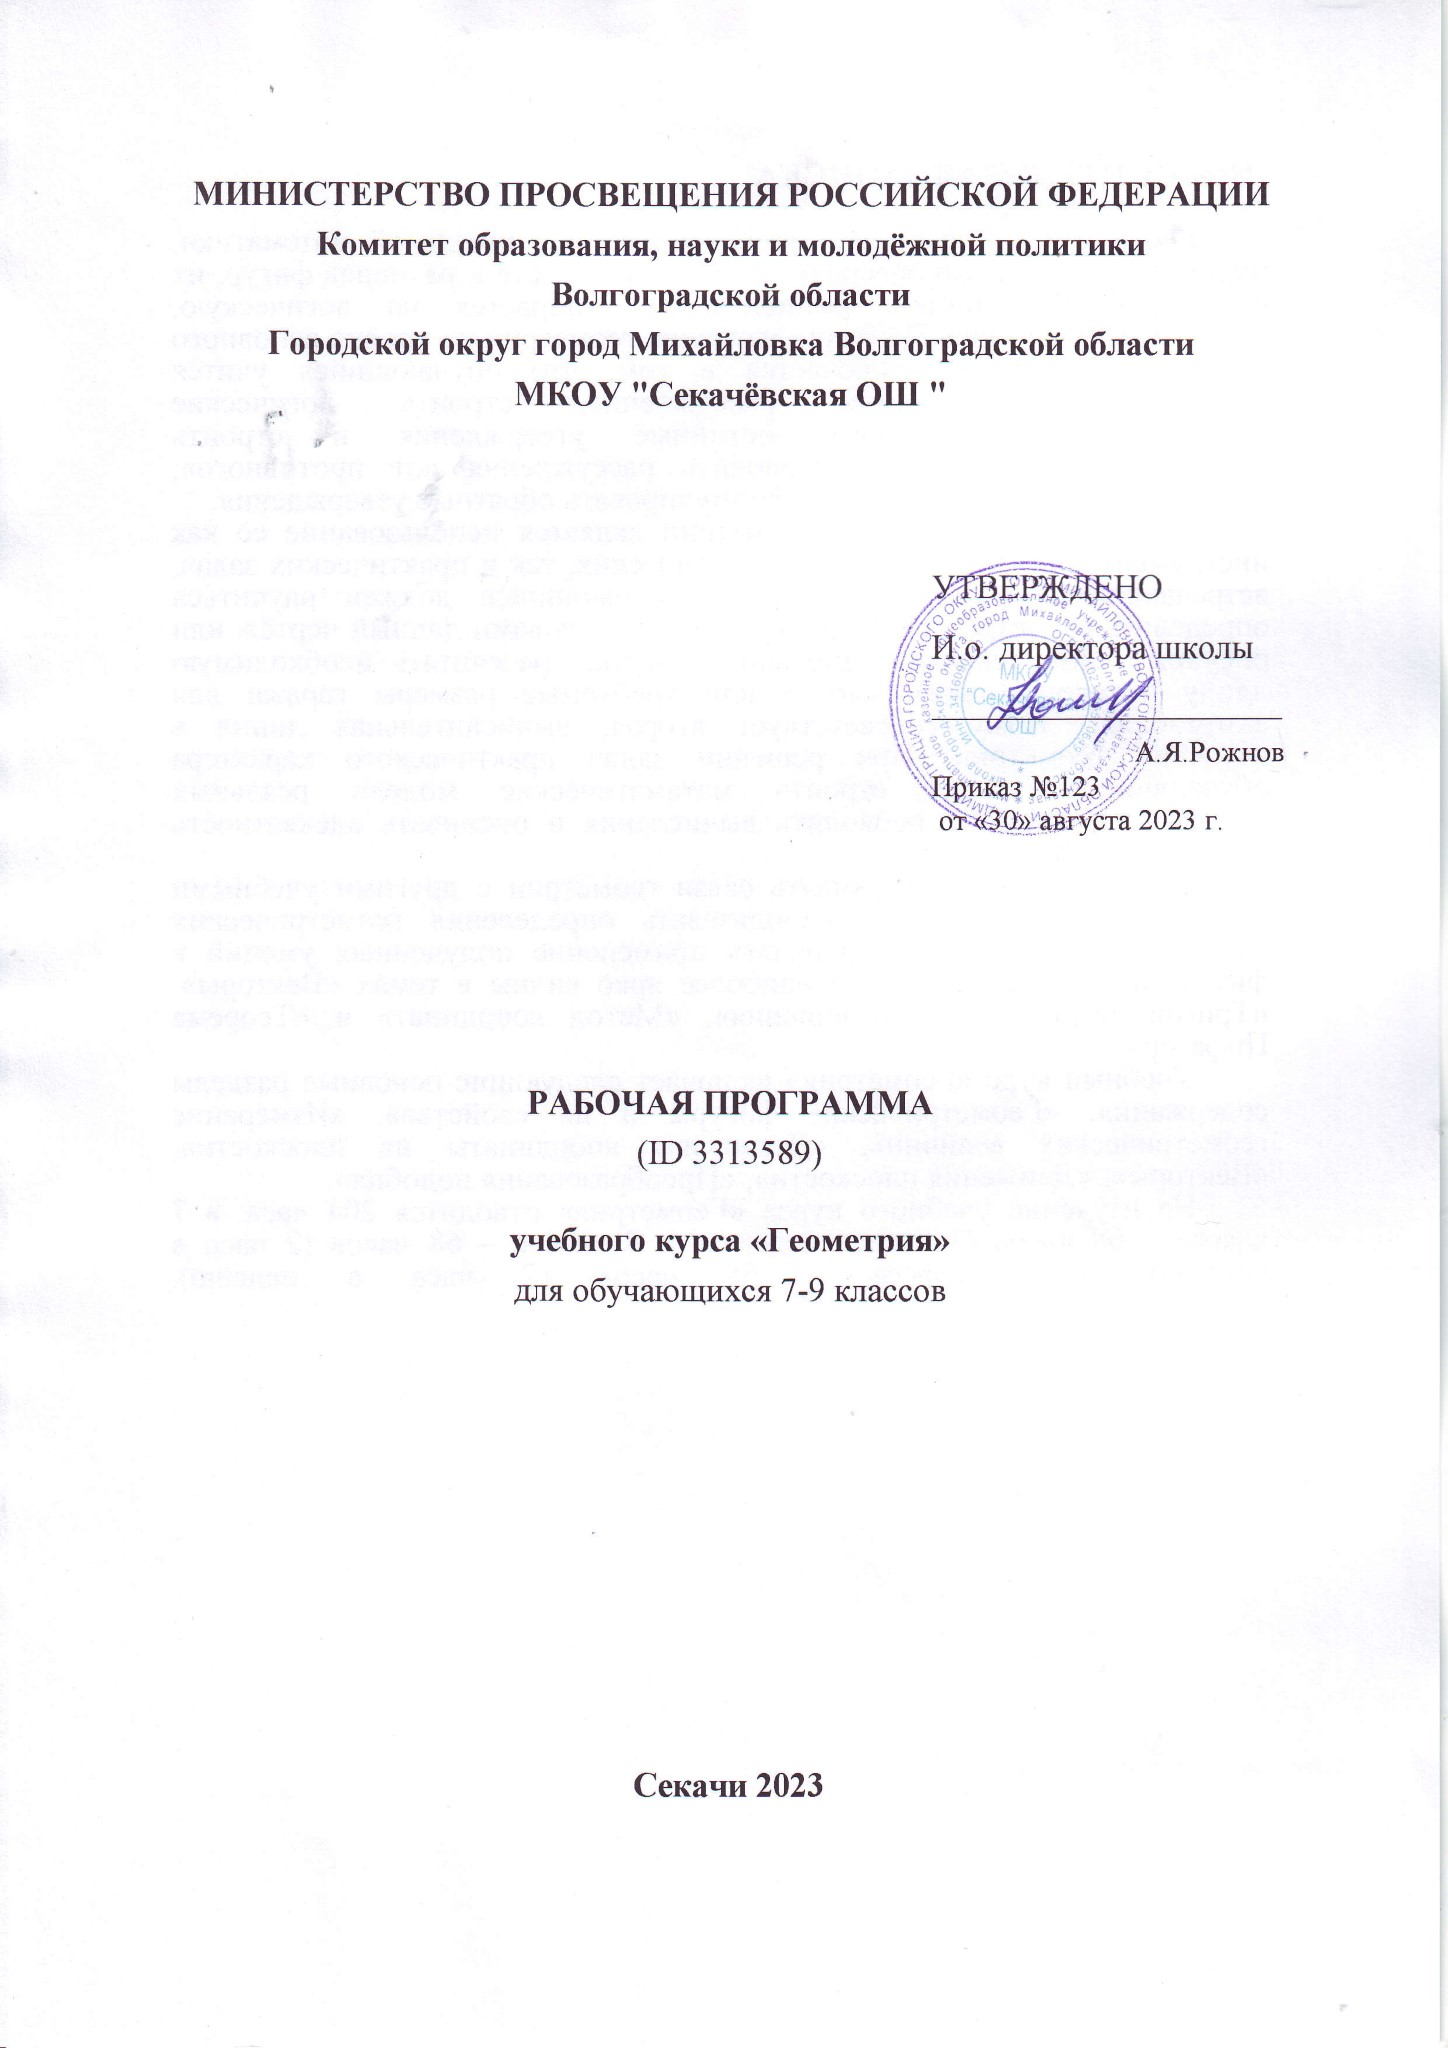 МИНИСТЕРСТВО ПРОСВЕЩЕНИЯ РОССИЙСКОЙ ФЕДЕРАЦИИ
Комитет образования, науки и молодёжной политики
Волгоградской области
Городской округ город Михайловка Волгоградской области
МКОУ "Секачёвская ОШ "
УТВЕРЖДЕНО
И.о. директора школы
МКОУ
ОШ"
А.Я.Рожнов
Приказ №123
от «30» августа 2023 г.
РАБОЧАЯ ПРОГРАММА
(ID 3313589)
учебного курса «Геометрия»
для обучающихся 7-9 классов
Секачи 2023